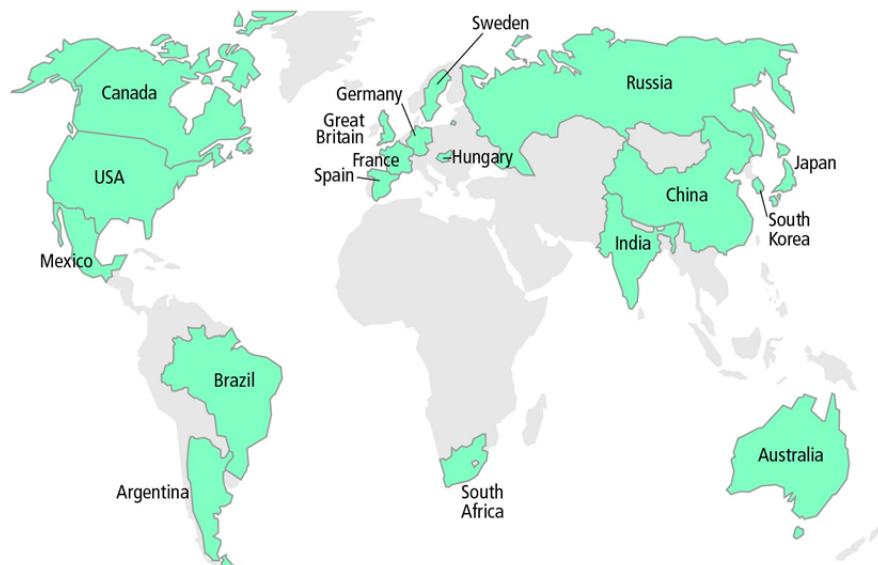 Sweden
Canada
Russia
Germany
Great
Britain
France
Hungary
Japan
USA
Spain
China
South
Korea
India
Mexico
Brazil
Australia
Argentina
South
Africa